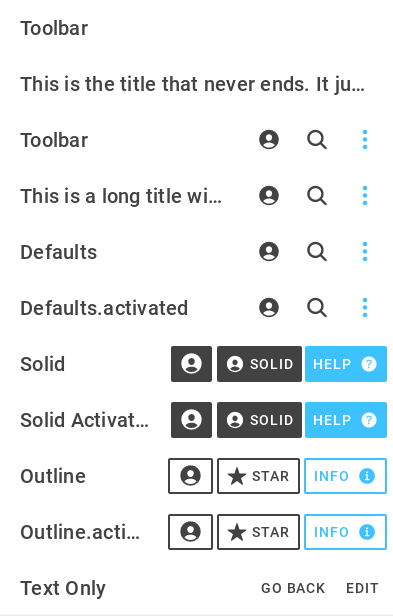 Toolbar
This is the title that never ends. It ju...
Toolbar
This is a long title wi...
Defaults
Defaults.activated
Solid SOLID HELP
Solid Activat... SOLID HELP
Outline STAR INFO
Outline.acti... STAR INFO
Text Only GO BACK EDIT